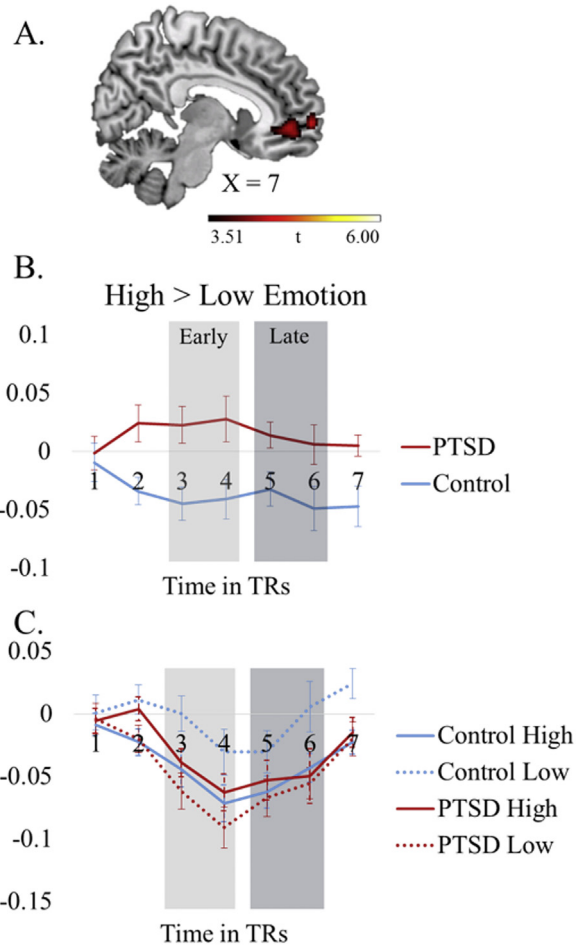 A.
X = 7
3.51 t 6.00
B.
High > Low Emotion
0.1
Early Late
0.05
0
PTSD
1 2 3 4 5 6 7
Control
-0.05
-0.1
Time in TRs
C.
0.05
0
1 2 3 4 5 6 7
Control High
Control Low
-0.05
PTSD High
-0.1
PTSD Low
-0.15
Time in TRs